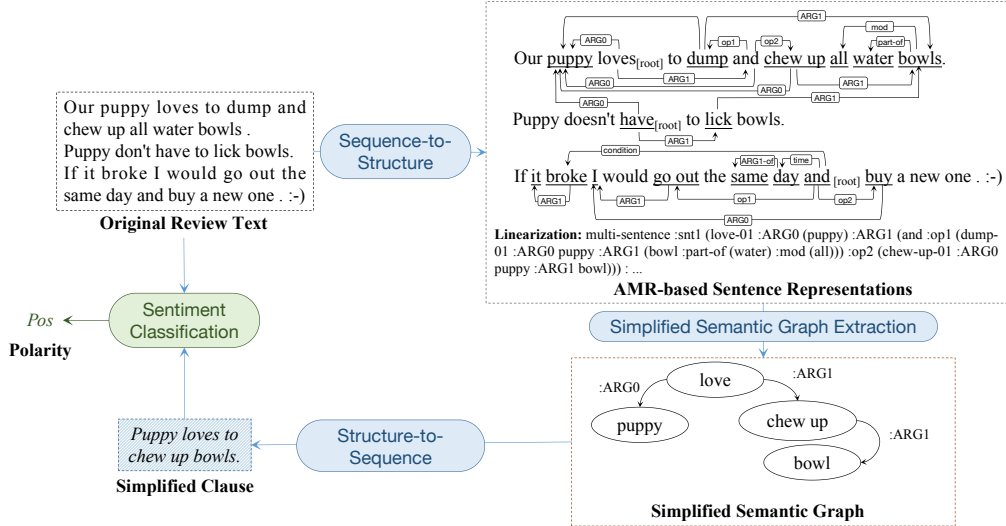 Our puppy loves to dump and
chew up all water bowls .
Puppy don't have to lick bowls.
If it broke I would go out the
same day and buy a new one . :-)
Original Review Text
Sequence-to-
Structure
ARG1
mod
ARG0
op1
op2
part-of
Our puppy loves[root] to dump and chew up all water bowls.
ARG1
ARG0
ARG0
ARG1
ARG0
ARG1
Puppy doesn't have[root] to lick bowls.
ARG1
condition
ARG1-of
time
If it broke I would go out the same day and [root] buy a new one . :-)
ARG1
ARG1
op1
op2
ARG0
Linearization: multi-sentence :snt1 (love-01 :ARG0 (puppy) :ARG1 (and :op1 (dump-
01 :ARG0 puppy :ARG1 (bowl :part-of (water) :mod (all))) :op2 (chew-up-01 :ARG0
puppy :ARG1 bowl))) : ...
AMR-based Sentence Representations
Simplified Semantic Graph Extraction
Sentiment
Classification
Pos
Polarity
love
:ARG0
:ARG1
puppy
chew up
:ARG1
bowl
Simplified Semantic Graph
Structure-to-
Sequence
Puppy loves to
chew up bowls.
Simplified Clause